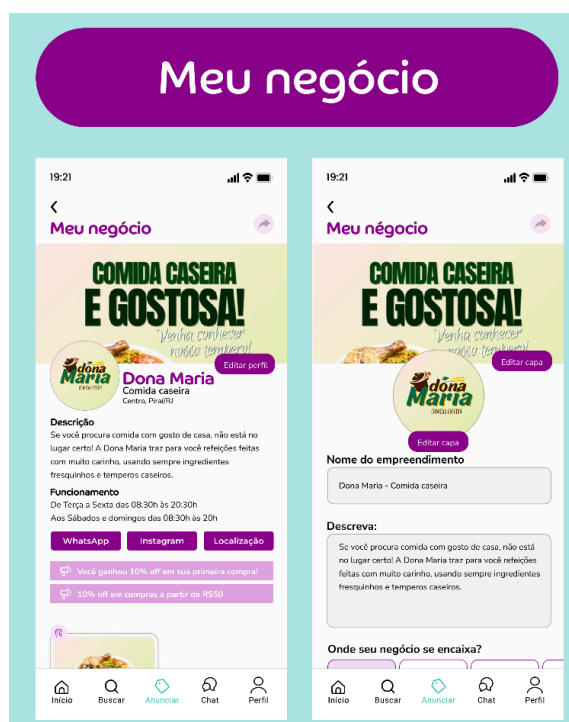 Meu negócio
19:21
Meu negócio
COMIDA CASEIRA
E GOSTOSA!
Venha conhecer
nosso tempero!
Editar perfil
dona
Maria
Dona Maria
Comida caseira
Centro, Piraí/RJ
Descrição
Se você procura comida com gosto de casa, não está no
lugar certo! A Dona Maria traz para você refeições feitas
com muito carinho, usando sempre ingredientes
fresquinhos e temperos caseiros.
Funcionamento
De Terça a Sexta das 08:30h às 20:30h
Aos Sábados e domingos das 08:30h às 20h
WhatsApp Instagram Localização
Você ganhou 10% off em sua primeira compra!
10% off em compras a partir de R$50
Início Buscar Anunciar Chat Perfil
19:21
Meu négocio
COMIDA CASEIRA
E GOSTOSA!
Venha conhecer
nosso tempero!
Editar capa
dona
Maria
COMIDA CASEIRA
Editar capa
Nome do empreendimento
Dona Maria - Comida caseira
Descreva:
Se você procura comida com gosto de casa, não está
no lugar certo! A Dona Maria traz para você refeições
feitas com muito carinho, usando sempre ingredientes
fresquinhos e temperos caseiros.
Onde seu negócio se encaixa?
Início Buscar Anunciar Chat Perfil